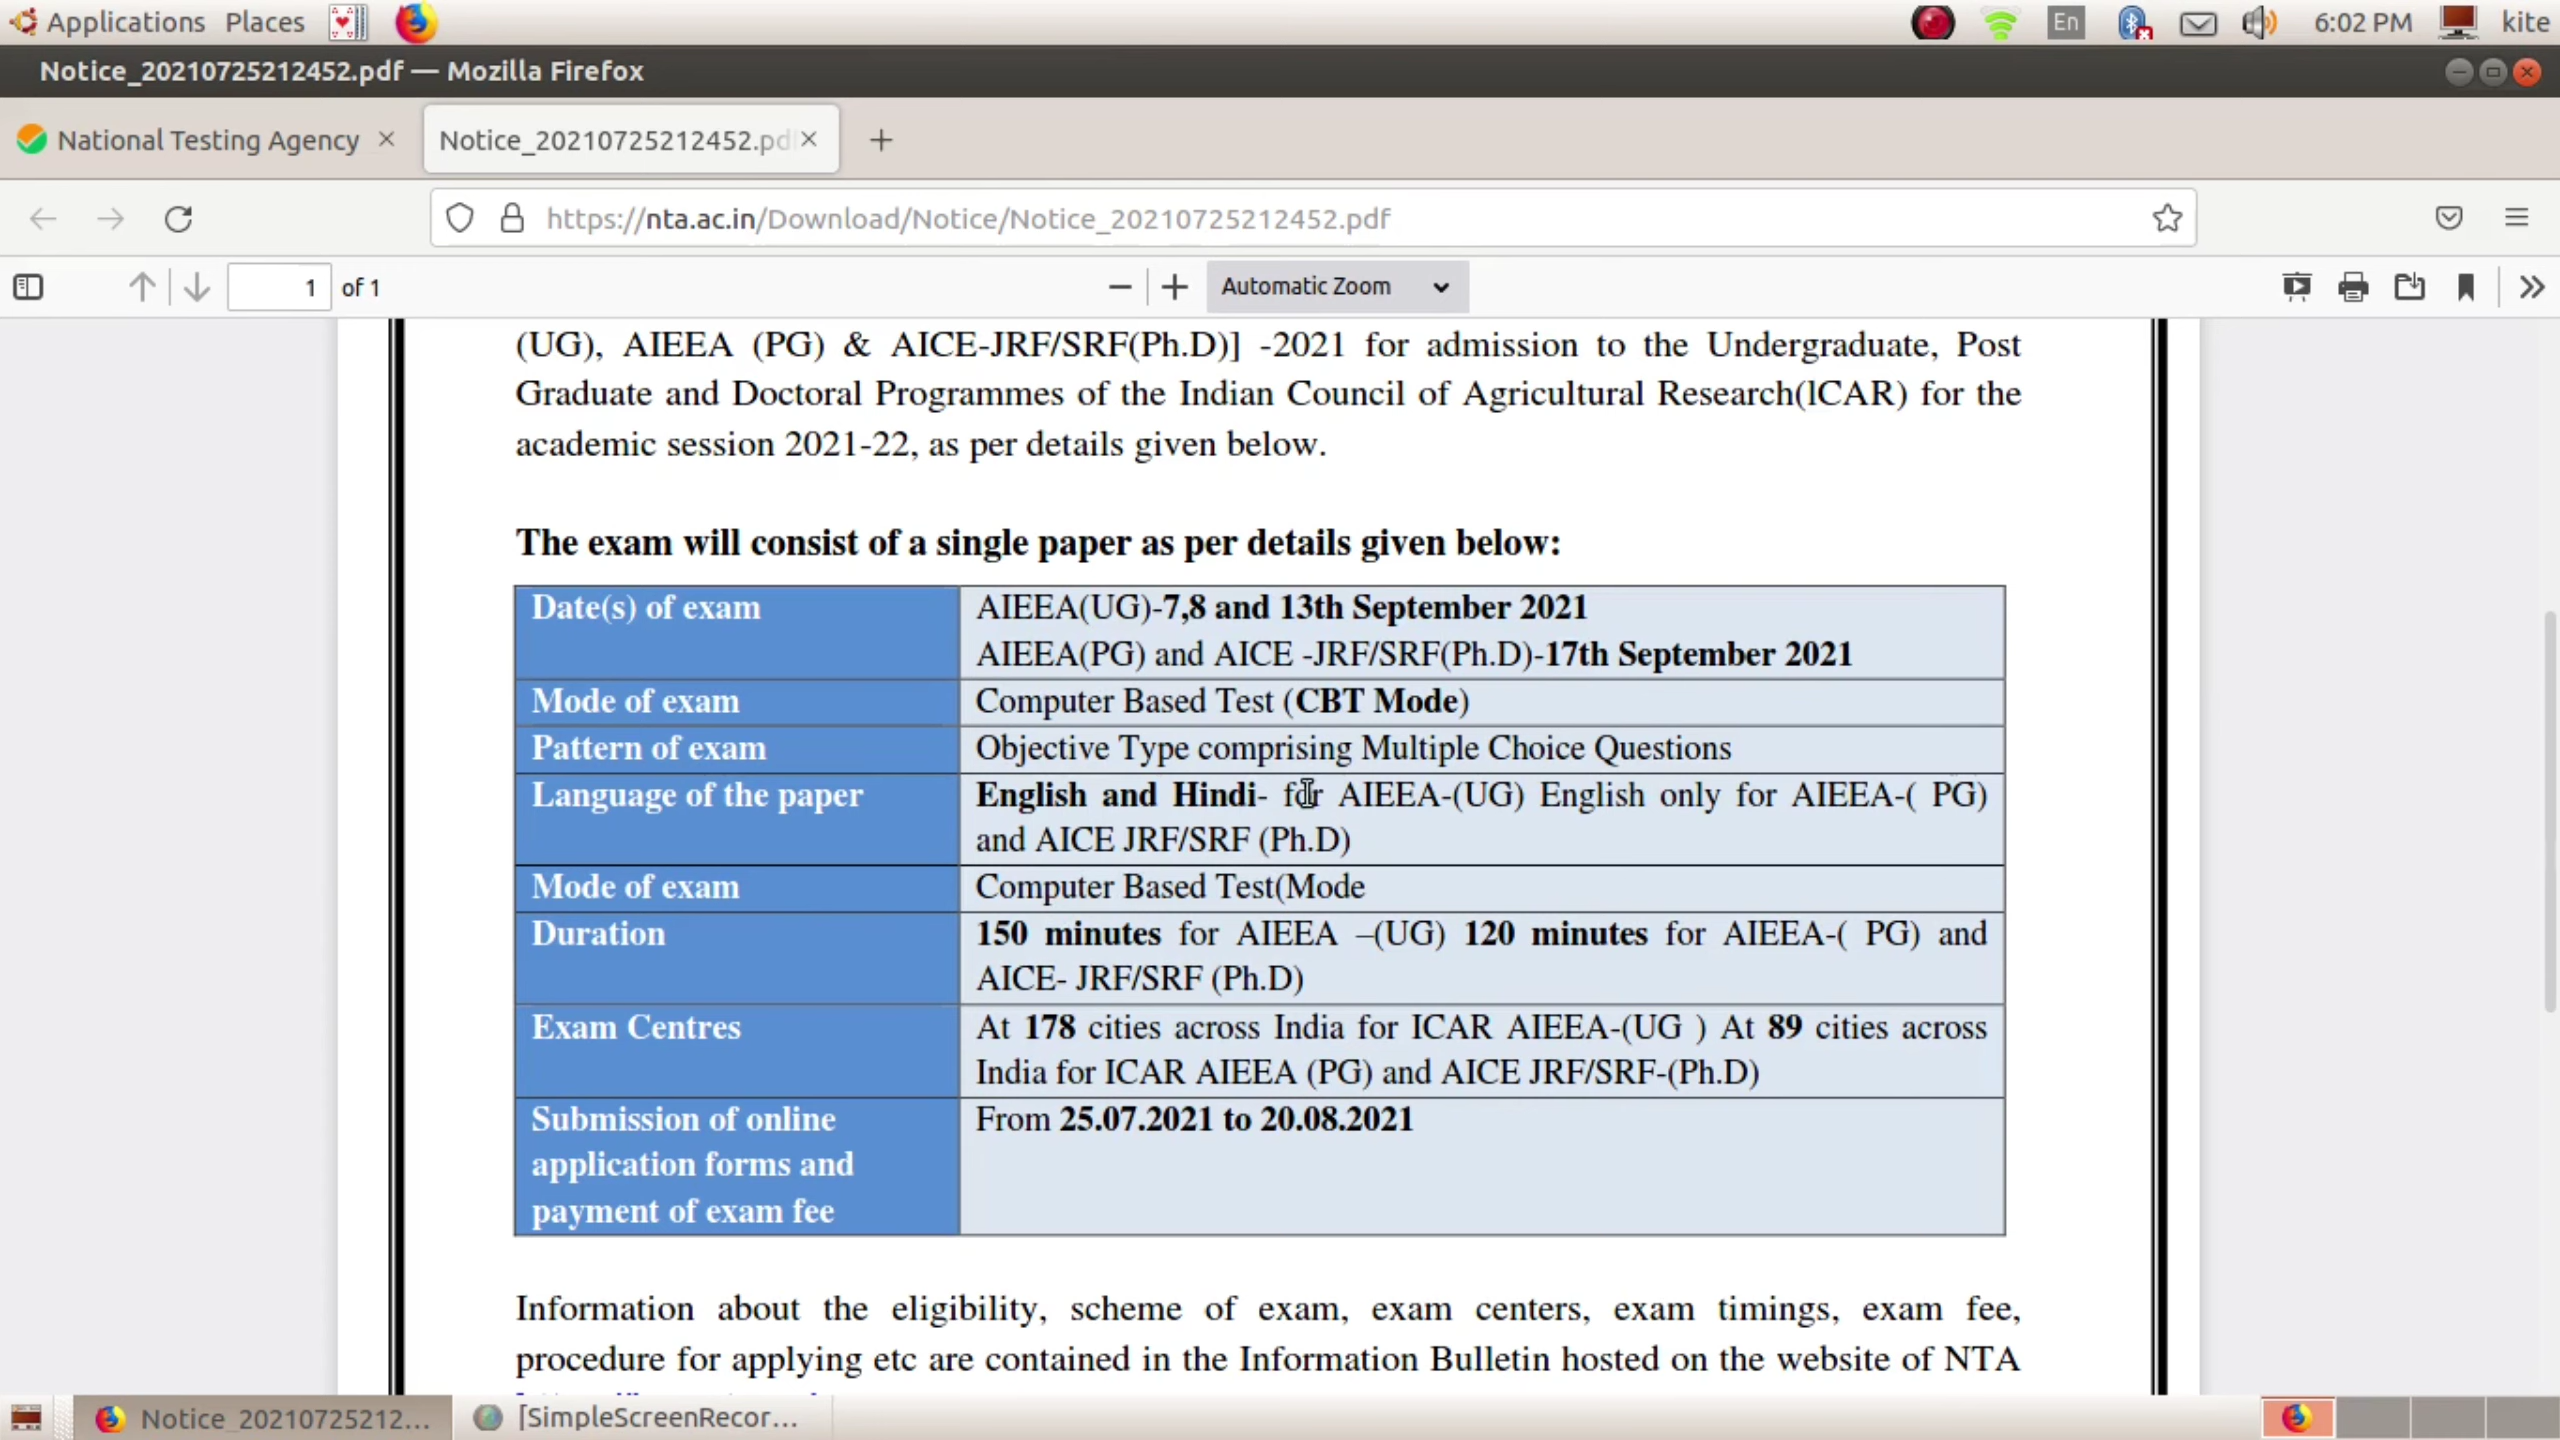 Applications Places En 6:02 PM kite
Notice_20210725212452.pdf — Mozilla Firefox
National Testing Agency Notice_20210725212452.pd
https://nta.ac.in/Download/Notice/Notice_20210725212452.pdf
1 of 1 Automatic Zoom
(UG), AIEEA (PG) & AICE-JRF/SRF(Ph.D)] -2021 for admission to the Undergraduate, Post
Graduate and Doctoral Programmes of the Indian Council of Agricultural Research(lCAR) for the
academic session 2021-22, as per details given below.
The exam will consist of a single paper as per details given below:
Date(s) of exam
AIEEA(UG)-7,8 and 13th September 2021
AIEEA(PG) and AICE -JRF/SRF(Ph.D)-17th September 2021
Mode of exam
Computer Based Test (CBT Mode)
Pattern of exam
Objective Type comprising Multiple Choice Questions
Language of the paper
English and Hindi- for AIEEA-(UG) English only for AIEEA-( PG)
and AICE JRF/SRF (Ph.D)
Mode of exam
Computer Based Test(Mode
Duration
150 minutes for AIEEA –(UG) 120 minutes for AIEEA-( PG) and
AICE- JRF/SRF (Ph.D)
Exam Centres
At 178 cities across India for ICAR AIEEA-(UG ) At 89 cities across
India for ICAR AIEEA (PG) and AICE JRF/SRF-(Ph.D)
Submission of online
application forms and
payment of exam fee
From 25.07.2021 to 20.08.2021
Information about the eligibility, scheme of exam, exam centers, exam timings, exam fee,
procedure for applying etc are contained in the Information Bulletin hosted on the website of NTA
Notice_20210725212... [SimpleScreenRecor...